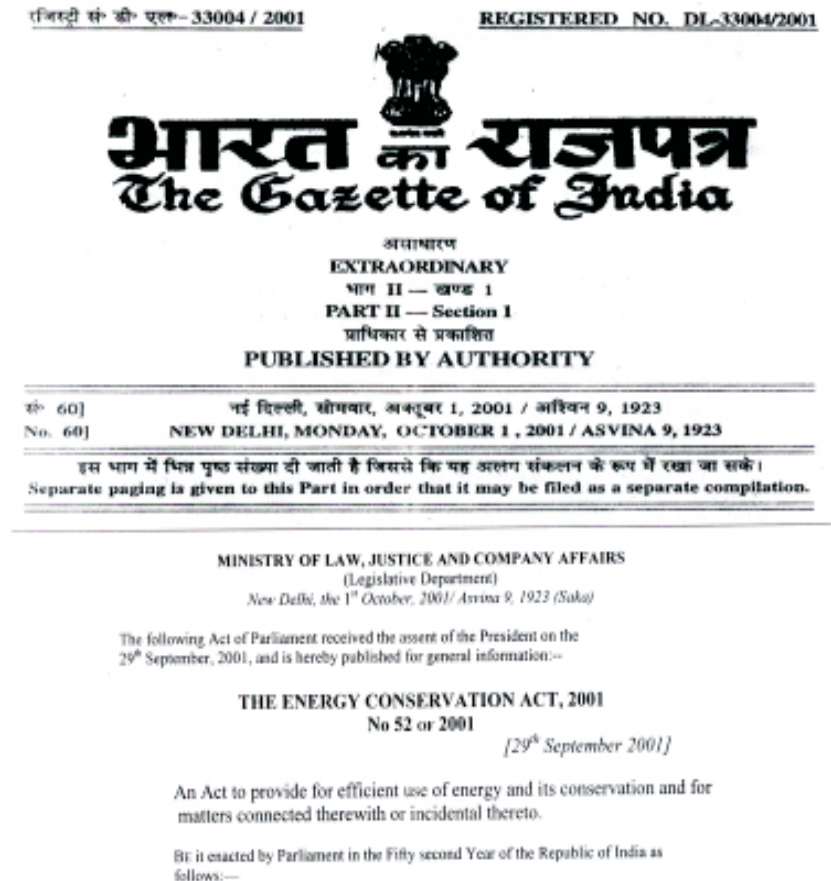 रजिस्ट्री सं॰ डी॰ एल॰–33004 / 2001
REGISTERED NO. DL-33004/2001
भारत का राजपत्र
The Gazette of India
असाधारण
EXTRAORDINARY
भाग II — खण्ड 1
PART II — Section 1
प्राधिकार से प्रकाशित
PUBLISHED BY AUTHORITY
सं॰ 60]
नई दिल्ली, सोमवार, अक्तूबर 1, 2001 / अश्विन 9, 1923
No. 60]
NEW DELHI, MONDAY, OCTOBER 1 , 2001 / ASVINA 9, 1923
इस भाग में भिन्न पृष्ठ संख्या दी जाती है जिससे कि यह अलग संकलन के रूप में रखा जा सके।
Separate paging is given to this Part in order that it may be filed as a separate compilation.
MINISTRY OF LAW, JUSTICE AND COMPANY AFFAIRS
(Legislative Department)
New Delhi, the 1st October, 2001/ Asvina 9, 1923 (Saka)
The following Act of Parliament received the assent of the President on the
29th September, 2001, and is hereby published for general information:--
THE ENERGY CONSERVATION ACT, 2001
No 52 or 2001
[29th September 2001]
An Act to provide for efficient use of energy and its conservation and for
matters connected therewith or incidental thereto.
BE it enacted by Parliament in the Fifty second Year of the Republic of India as
follows:—